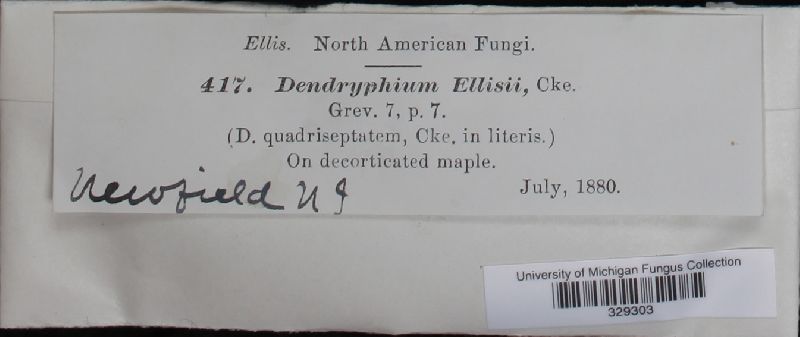 Ellis. North American Fungi.
417. Dendryphium Ellisii, Cke.
Grev. 7, p. 7.
(D. quadriseptatem, Cke, in literis.)
On decorticated maple.
July, 1880.
Newfield N J
University of Michigan Fungus Collection
329303